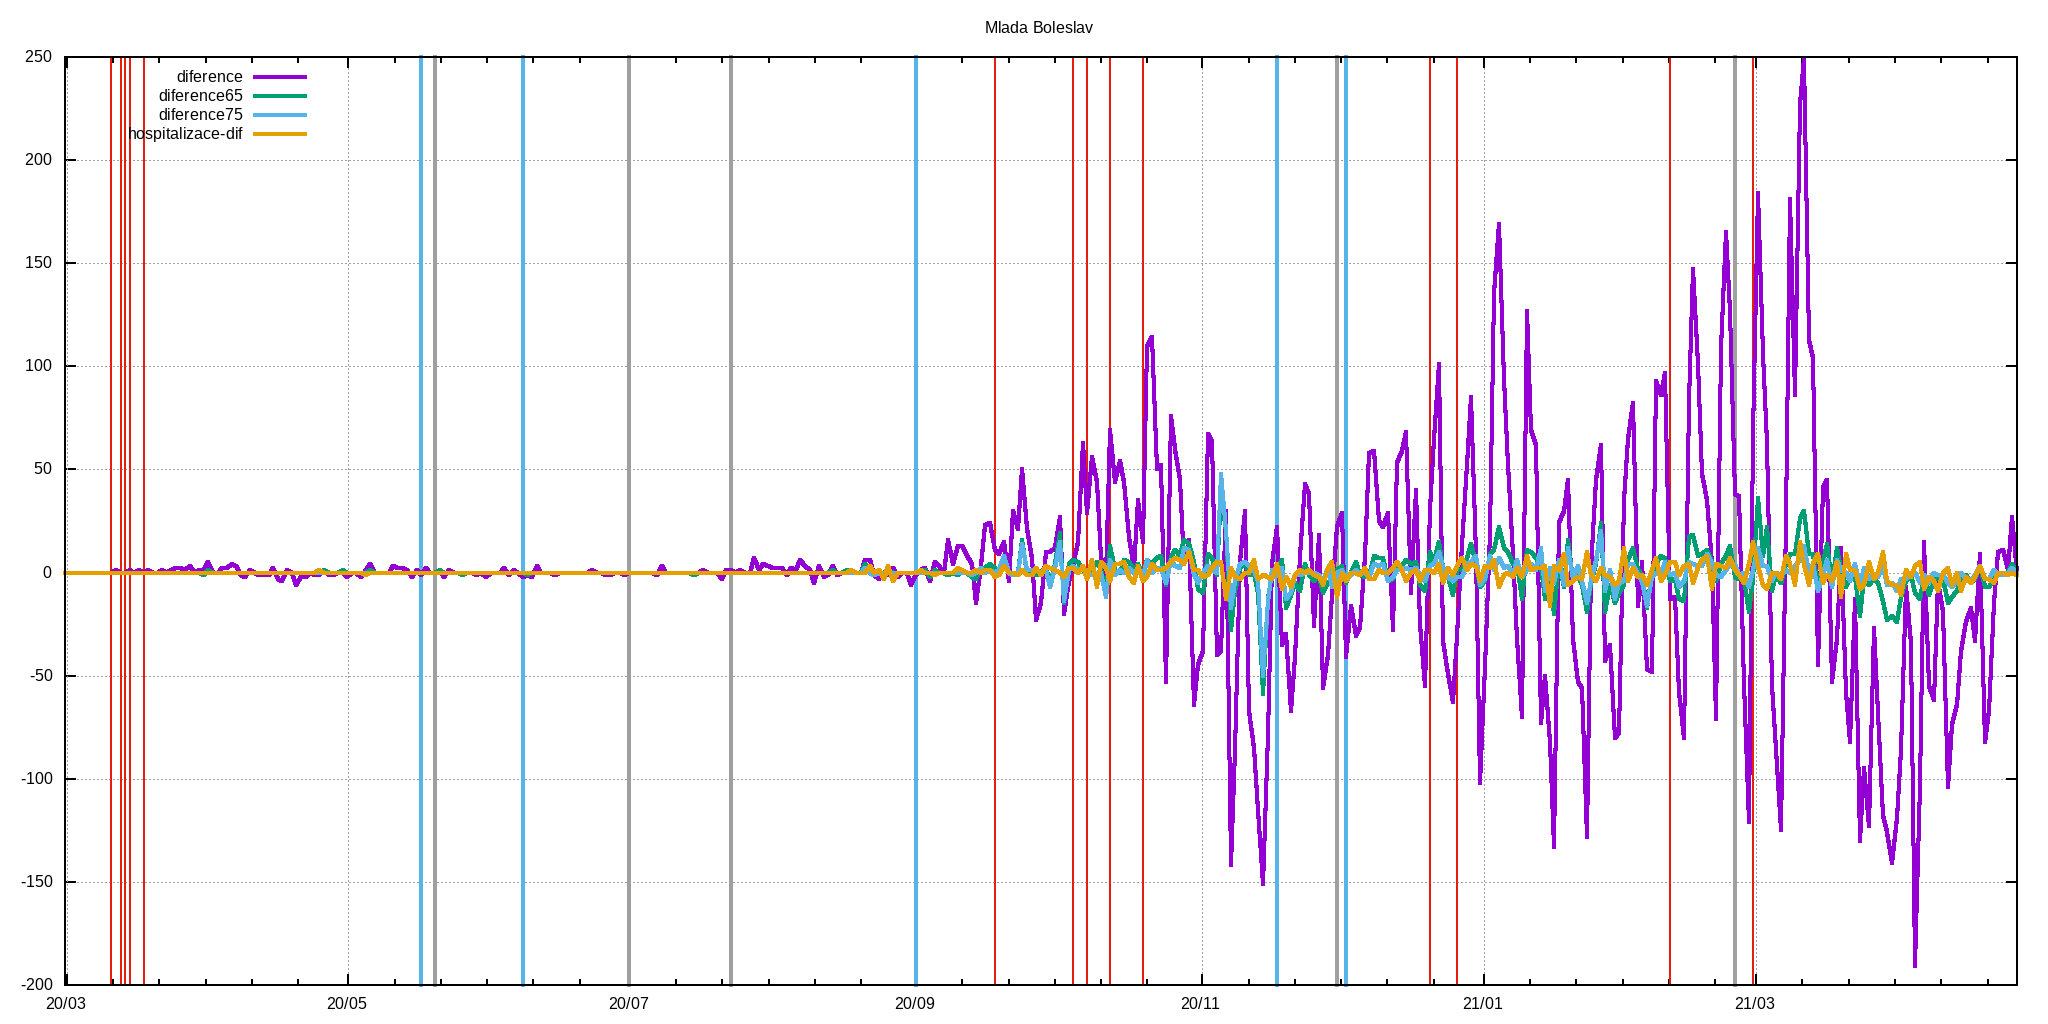 Mlada Boleslav
250
200
150
100
50
0
-50
-100
-150
-200
diference
diference65
diference75
hospitalizace-dif
20/03 20/05 20/07 20/09 20/11 21/01 21/03